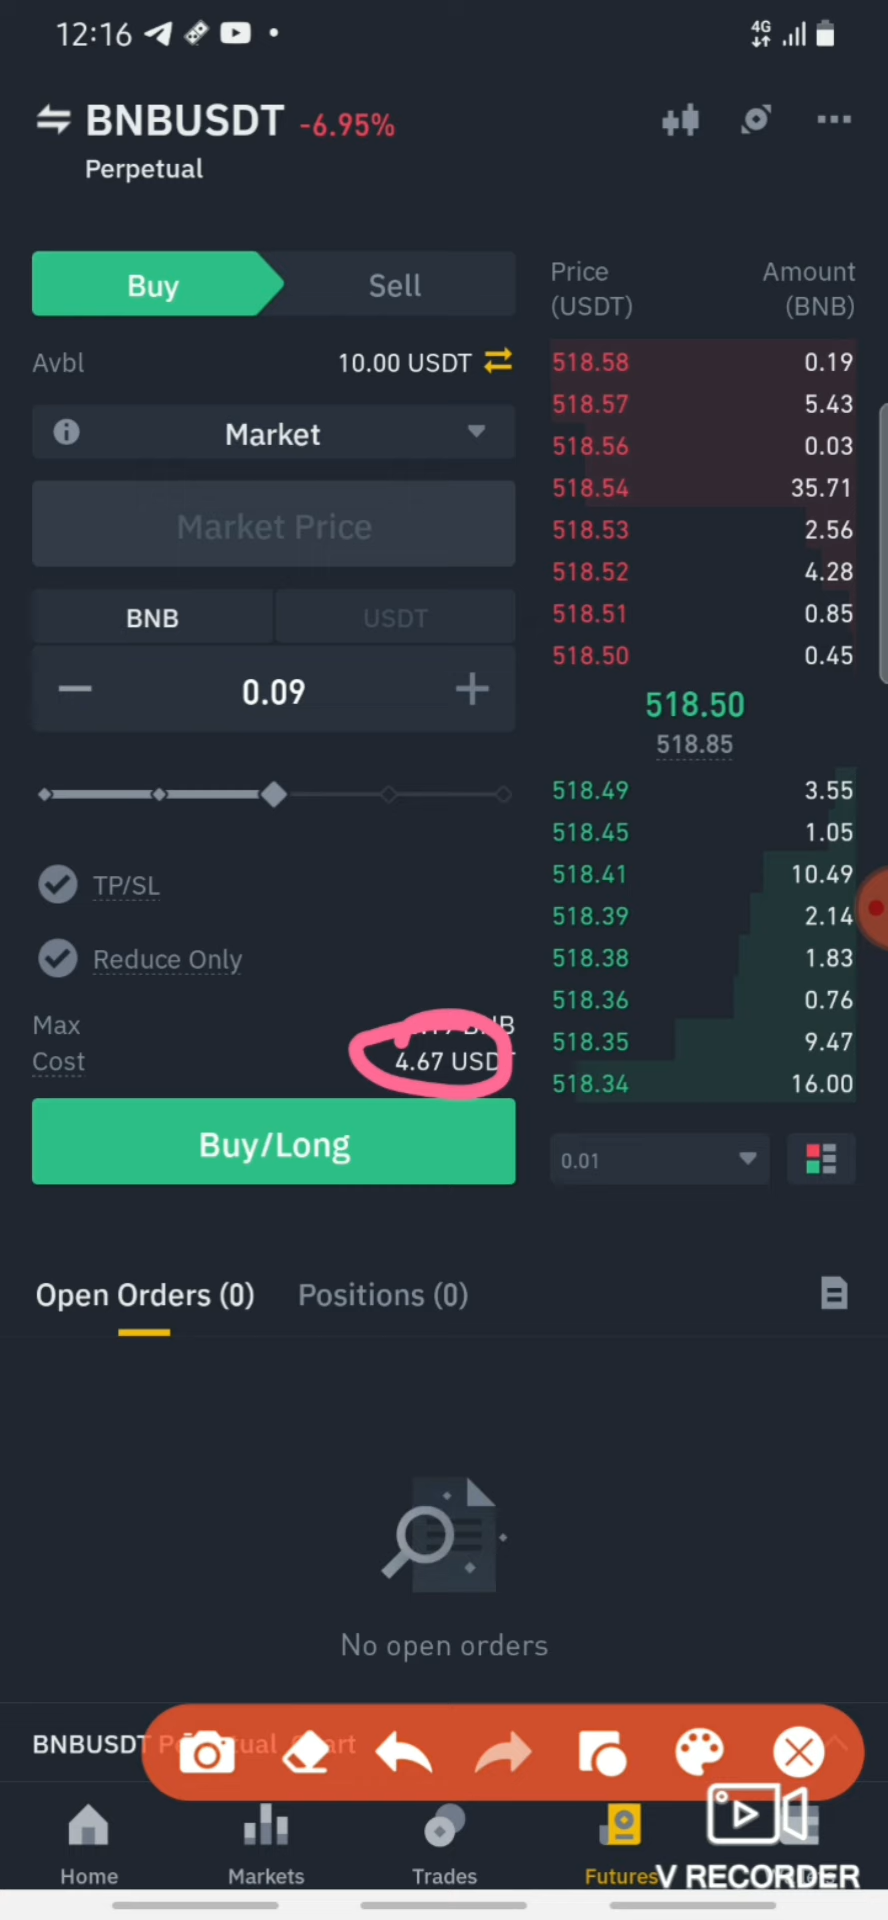 12:16
4G
BNBUSDT -6.95%
Perpetual
Buy
Sell
Avbl
10.00 USDT
Market
Market Price
BNB
USDT
0.09
TP/SL
Reduce Only
Max
BNB
Cost
4.67 USDT
Buy/Long
Price
(USDT)
Amount
(BNB)
518.58 0.19
518.57 5.43
518.56 0.03
518.54 35.71
518.53 2.56
518.52 4.28
518.51 0.85
518.50 0.45
518.50
518.85
518.49 3.55
518.45 1.05
518.41 10.49
518.39 2.14
518.38 1.83
518.36 0.76
518.35 9.47
518.34 16.00
0.01
Open Orders (0)
Positions (0)
No open orders
BNBUSDT
Home
Markets
Trades
Futures
V RECORDER